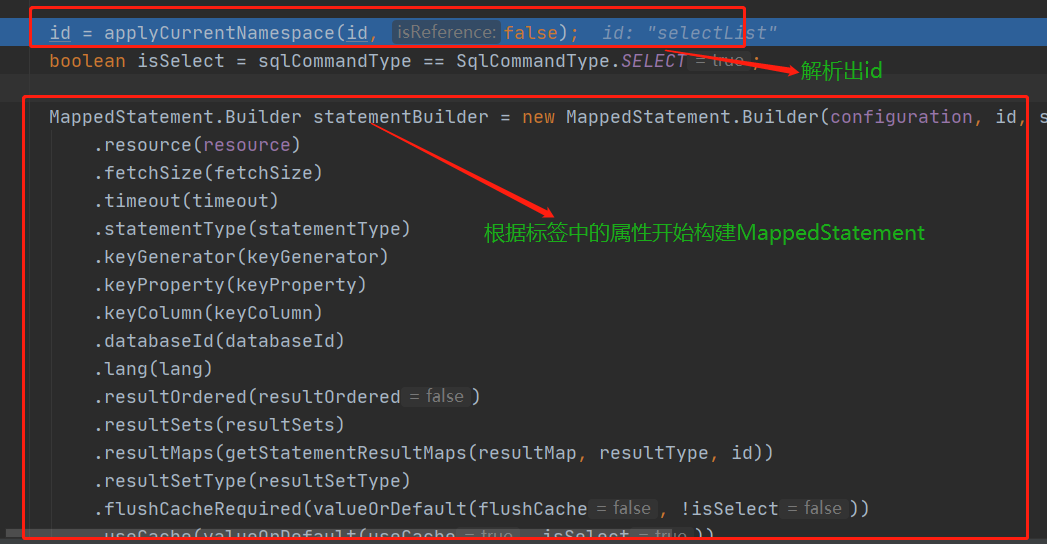 id = applyCurrentNamespace(id, isReference: false);  id: "selectList"
boolean isSelect = sqlCommandType == SqlCommandType.SELECT = true ;
解析出id
MappedStatement.Builder statementBuilder = new MappedStatement.Builder(configuration, id, s
.resource(resource)
.fetchSize(fetchSize)
.timeout(timeout)
.statementType(statementType)
根据标签中的属性开始构建MappedStatement
.keyGenerator(keyGenerator)
.keyProperty(keyProperty)
.keyColumn(keyColumn)
.databaseId(databaseId)
.lang(lang)
.resultOrdered(resultOrdered = false )
.resultSets(resultSets)
.resultMaps(getStatementResultMaps(resultMap, resultType, id))
.resultSetType(resultSetType)
.flushCacheRequired(valueOrDefault(flushCache = false , !isSelect = false ))
.useCache(valueOrDefault(useCache = true , isSelect = true ))